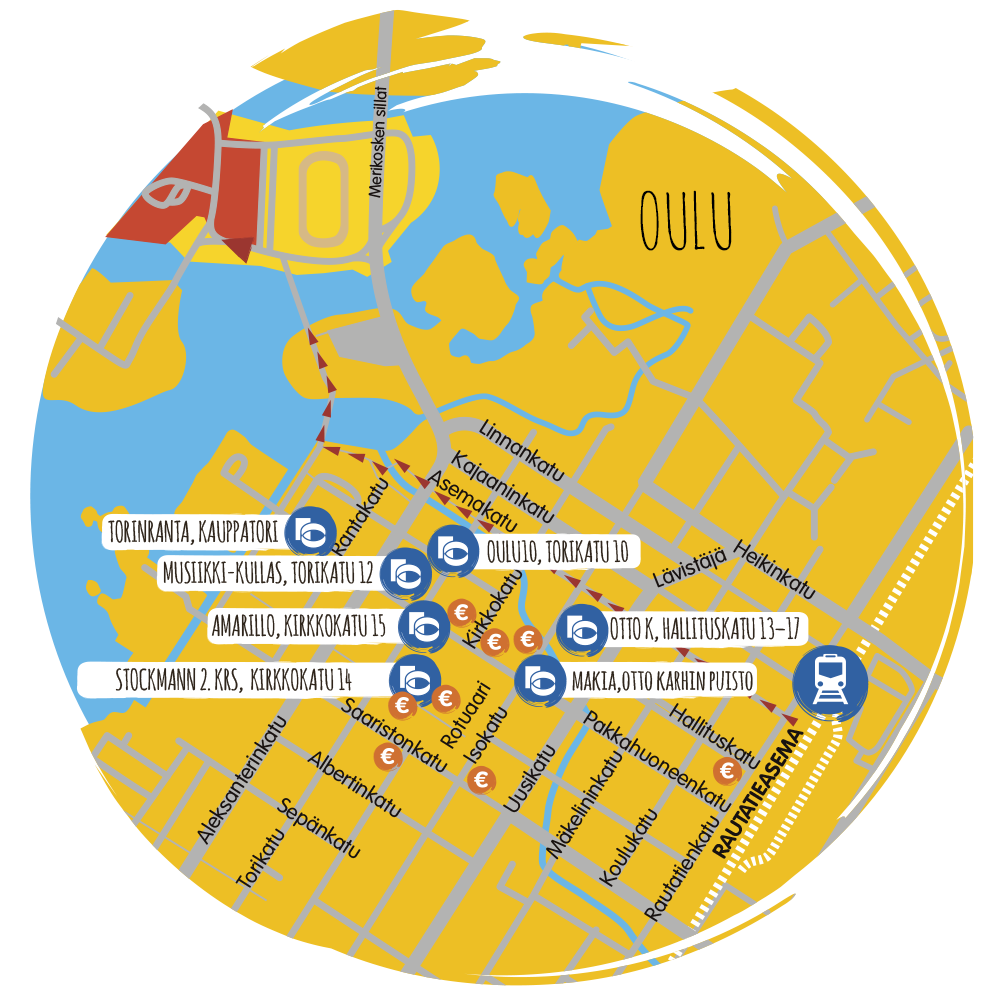 Merikosken sillat
OULU
Linnankatu
Kajaaninkatu
Asemakatu
Rantakatu
TORINRANTA, KAUPPATORI
OULU10, TORIKATU 10
Lävistäjä
Heikinkatu
MUSIIKKI-KULLAS, TORIKATU 12
Kirkkokatu
AMARILLO, KIRKKOKATU 15
€
€
€
OTTO K, HALLITUSKATU 13–17
STOCKMANN 2. KRS, KIRKKOKATU 14
€
€
MAKIA,OTTO KARHIN PUISTO
Saaristonkatu
Rotuaari
Isokatu
Hallituskatu
Pakkahuoneenkatu
€
€
€
RAUTATIEASEMA
Aleksanterinkatu
Albertinkatu
Uusikatu
Mäkelininkatu
Sepänkatu
Koulukatu
Torikatu
Rautatienkatu